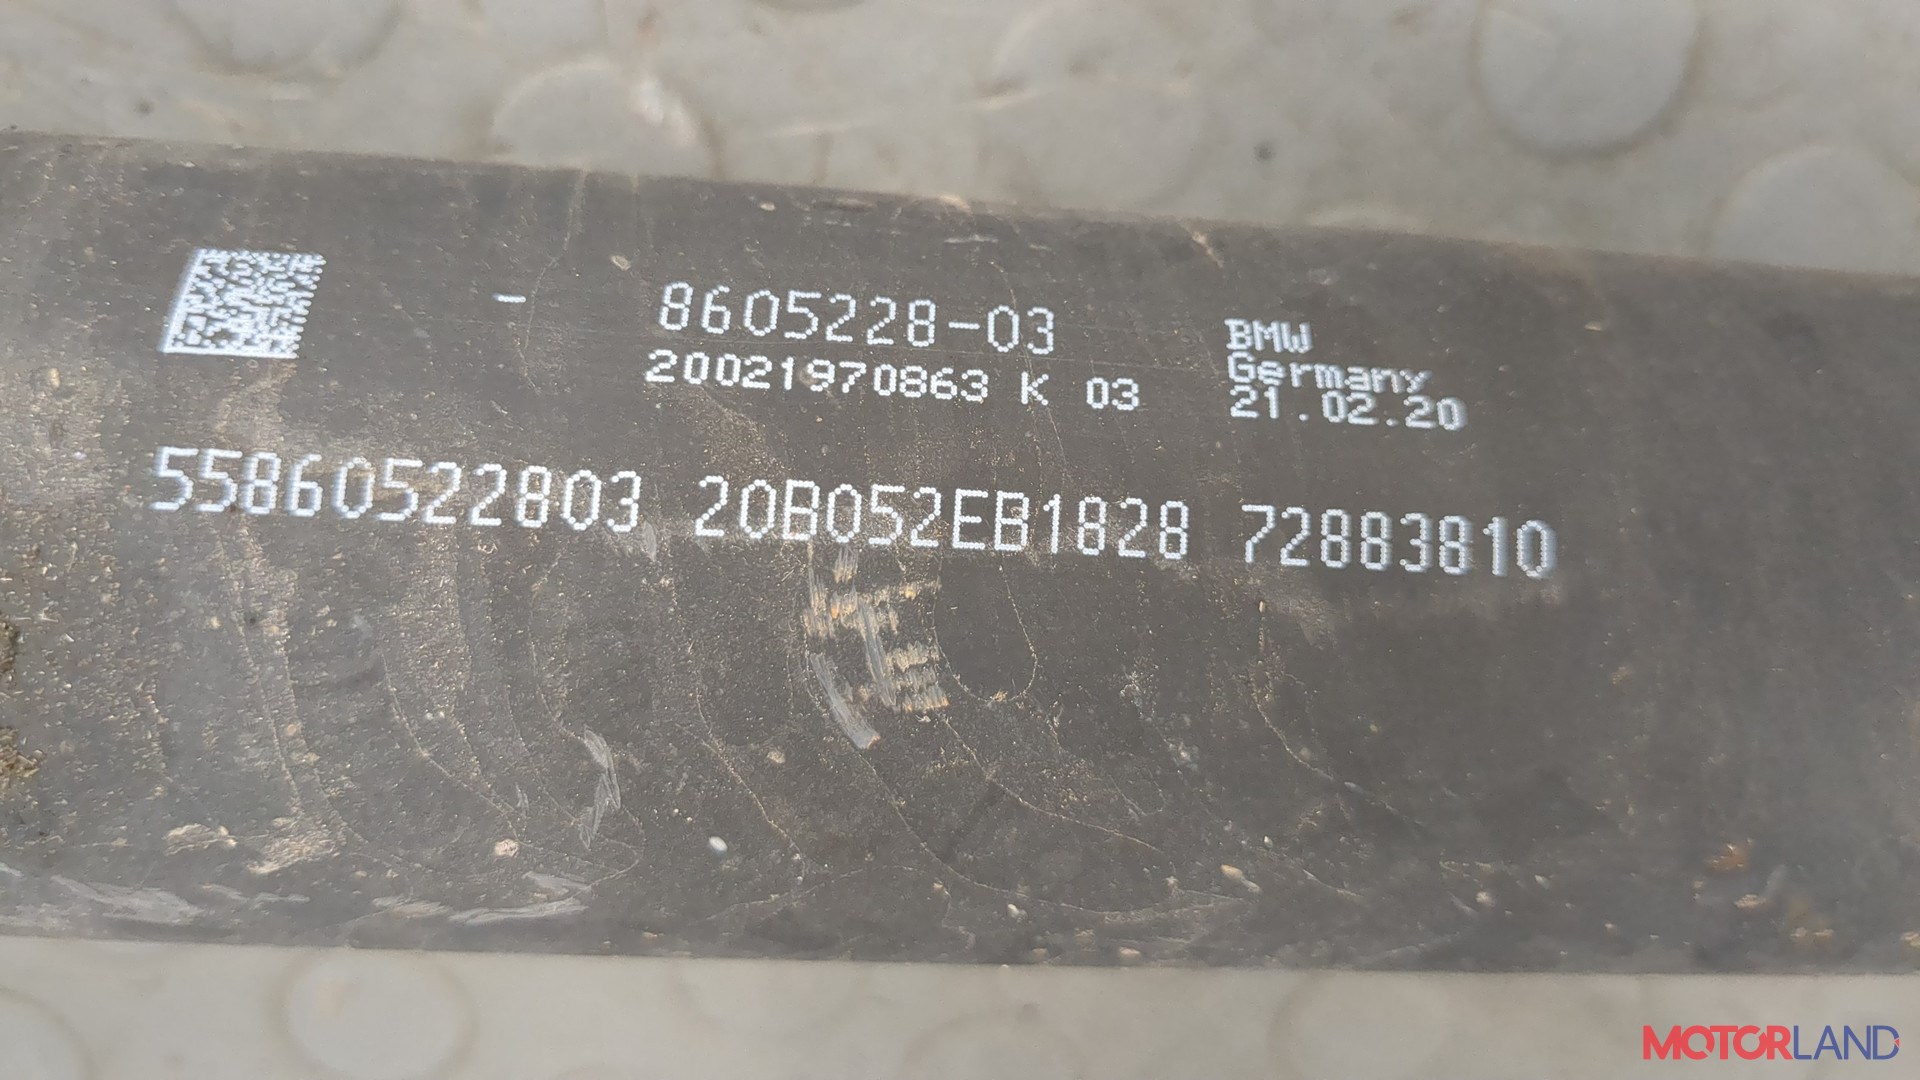 - 8605228-03
20021970863 K 03
BMW
Germany
21.02.20
55860522803 20B052EB1828 72883810
MOTORLAND